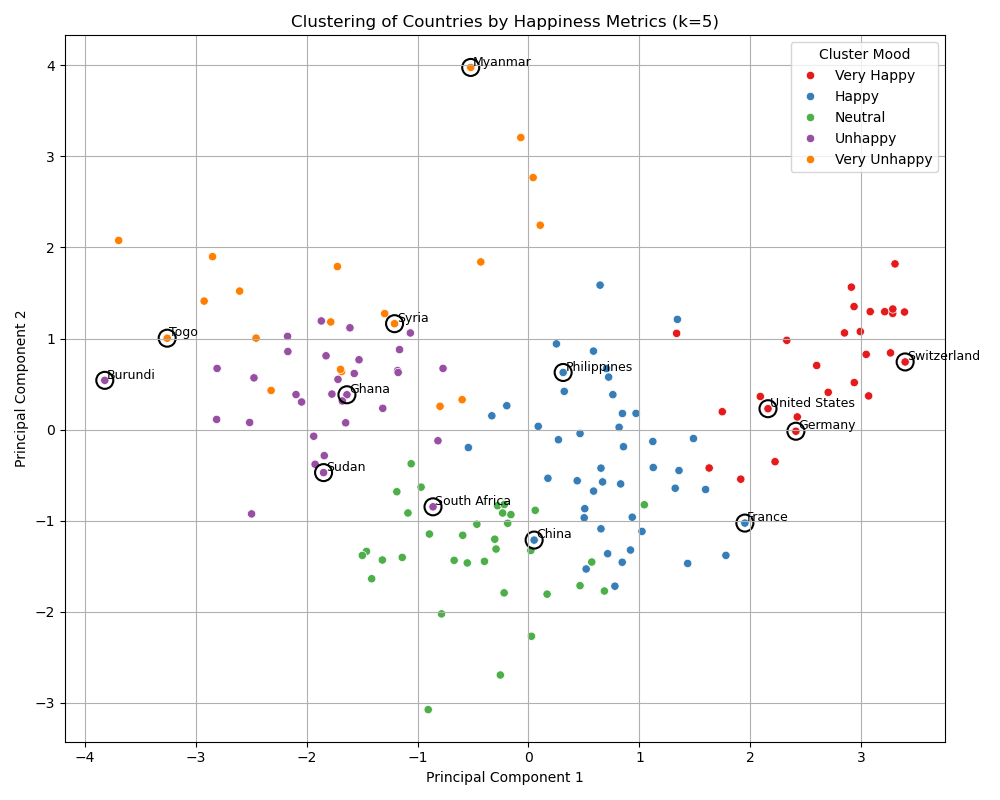 Clustering of Countries by Happiness Metrics (k=5)
Cluster Mood
Very Happy
Happy
Neutral
Unhappy
Very Unhappy
Myanmar
Togo
Syria
Burundi
Ghana
Philippines
Switzerland
United States
Germany
Sudan
South Africa
China
France
4
3
2
1
0
−1
−2
−3
Principal Component 2
−4
−3
−2
−1
0
1
2
3
Principal Component 1